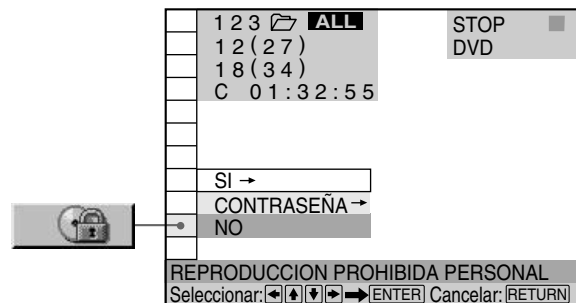 1 2 3 ALL STOP
1 2 ( 2 7 ) DVD
1 8 ( 3 4 )
C 0 1 : 3 2 : 5 5
SI →
CONTRASEÑA →
NO
REPRODUCCION PROHIBIDA PERSONAL
Seleccionar: ← ↑ ↓ → → ENTER Cancelar: RETURN